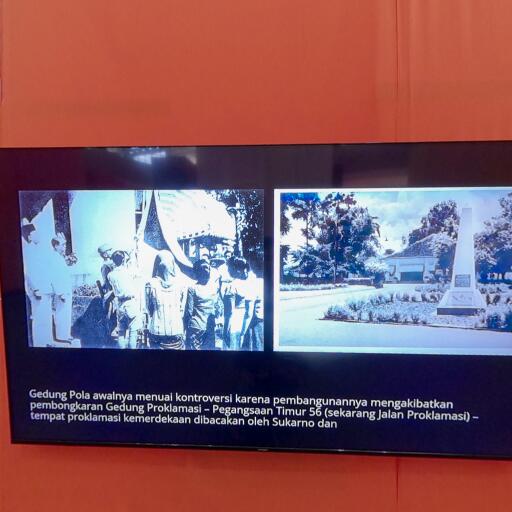 Gedung Pola awalnya menuai kontroversi karena pembangunannya mengakibatkan
pembongkaran Gedung Proklamasi – Pegangsaan Timur 56 (sekarang Jalan Proklamasi) –
tempat proklamasi kemerdekaan dibacakan oleh Sukarno dan